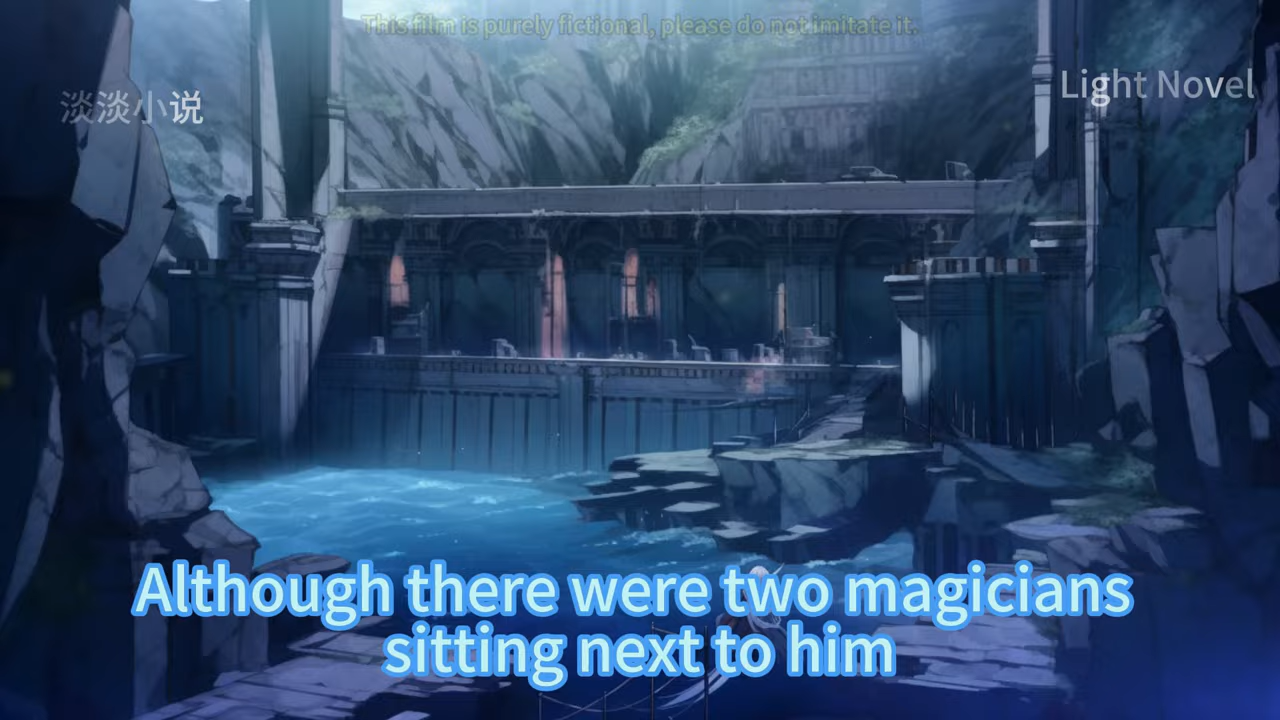 This film is purely fictional, please do not imitate it.
淡淡小说
Light Novel
Although there were two magicians
sitting next to him